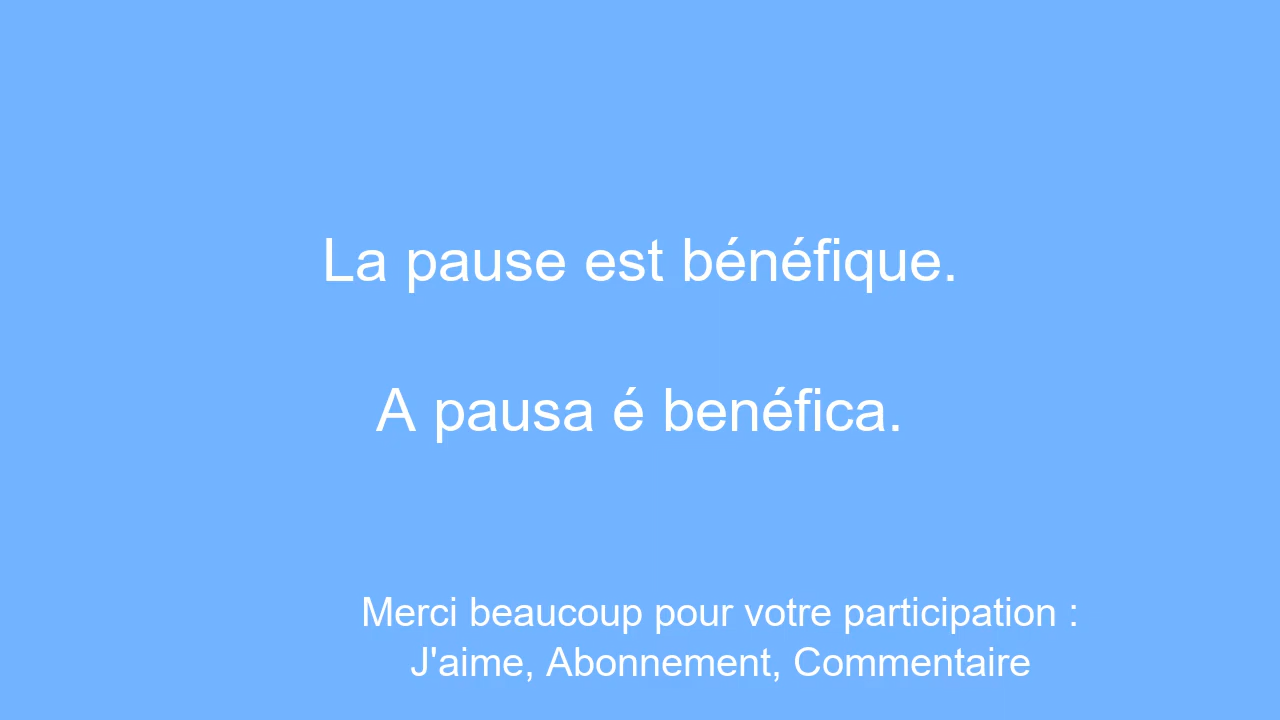 La pause est bénéfique.
A pausa é benéfica.
Merci beaucoup pour votre participation :
J'aime, Abonnement, Commentaire